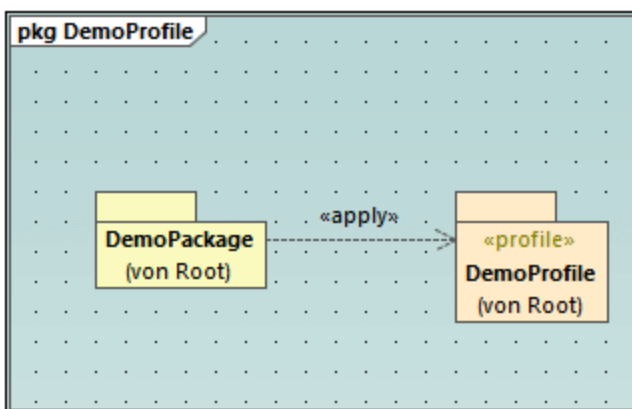 pkg DemoProfile
«apply»
DemoPackage
(von Root)
«profile»
DemoProfile
(von Root)